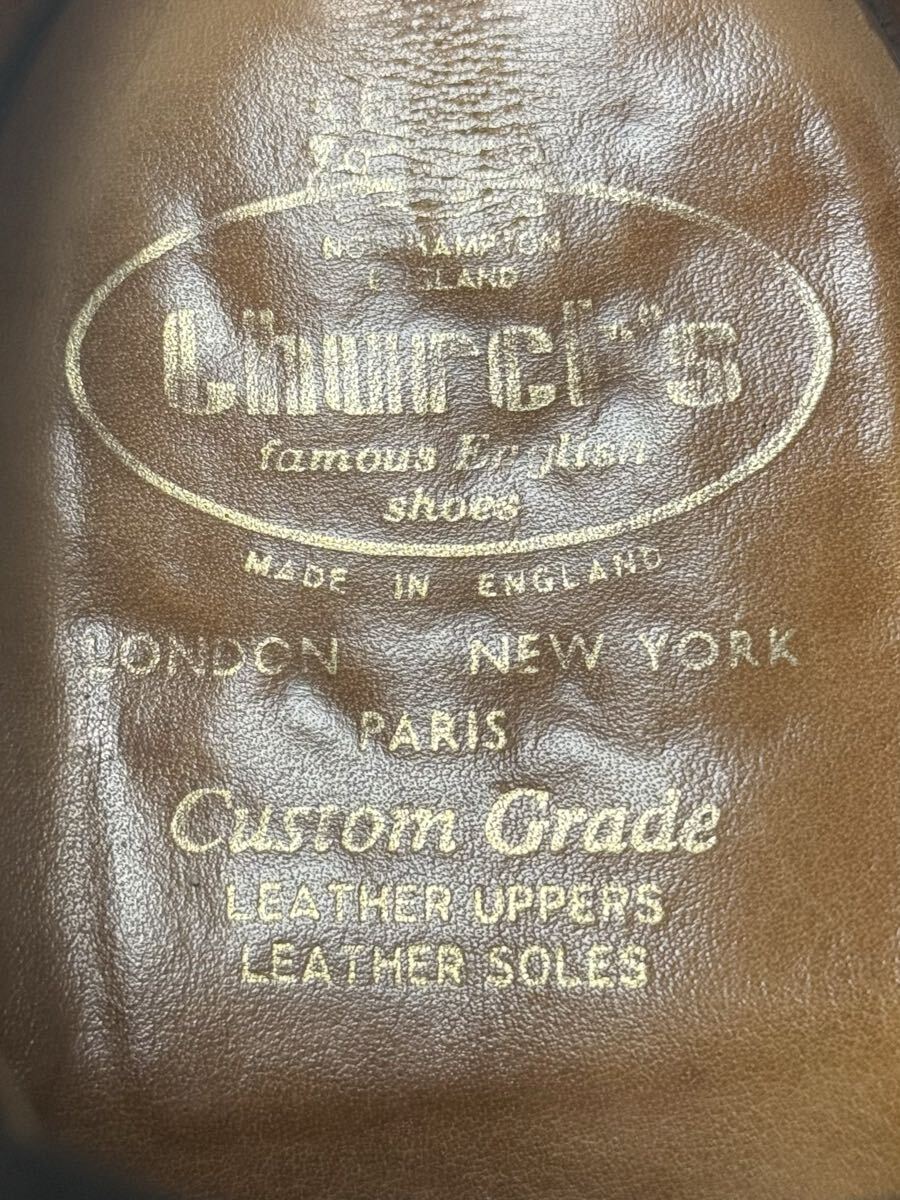 NORTHAMPTON
ENGLAND
Church's
famous English
shoes
MADE IN ENGLAND
LONDON NEW YORK
PARIS
Custom Grade
LEATHER UPPERS
LEATHER SOLES